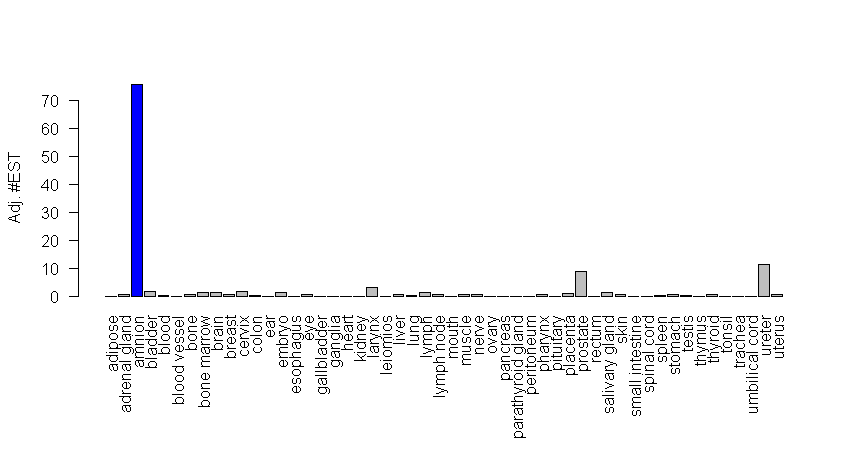 Adj. #EST
70
60
50
40
30
20
10
0
adipose
adrenal gland
amnion
bladder
blood
blood vessel
bone
bone marrow
brain
breast
cervix
colon
ear
embryo
esophagus
eye
gallbladder
ganglia
heart
kidney
larynx
leiomios
liver
lung
lymph
lymph node
mouth
muscle
nerve
ovary
pancreas
parathyroid gland
peritoneum
pharynx
pituitary
placenta
prostate
rectum
salivary gland
skin
small intestine
spinal cord
spleen
stomach
testis
thymus
thyroid
tonsil
trachea
umbilical cord
ureter
uterus